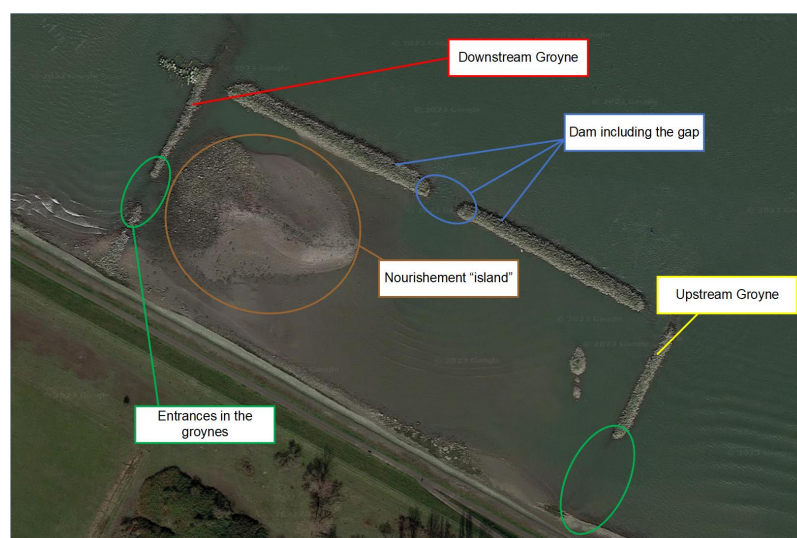 Downstream Groyne
Dam including the gap
Nourishement “island”
Upstream Groyne
Entrances in the
groynes